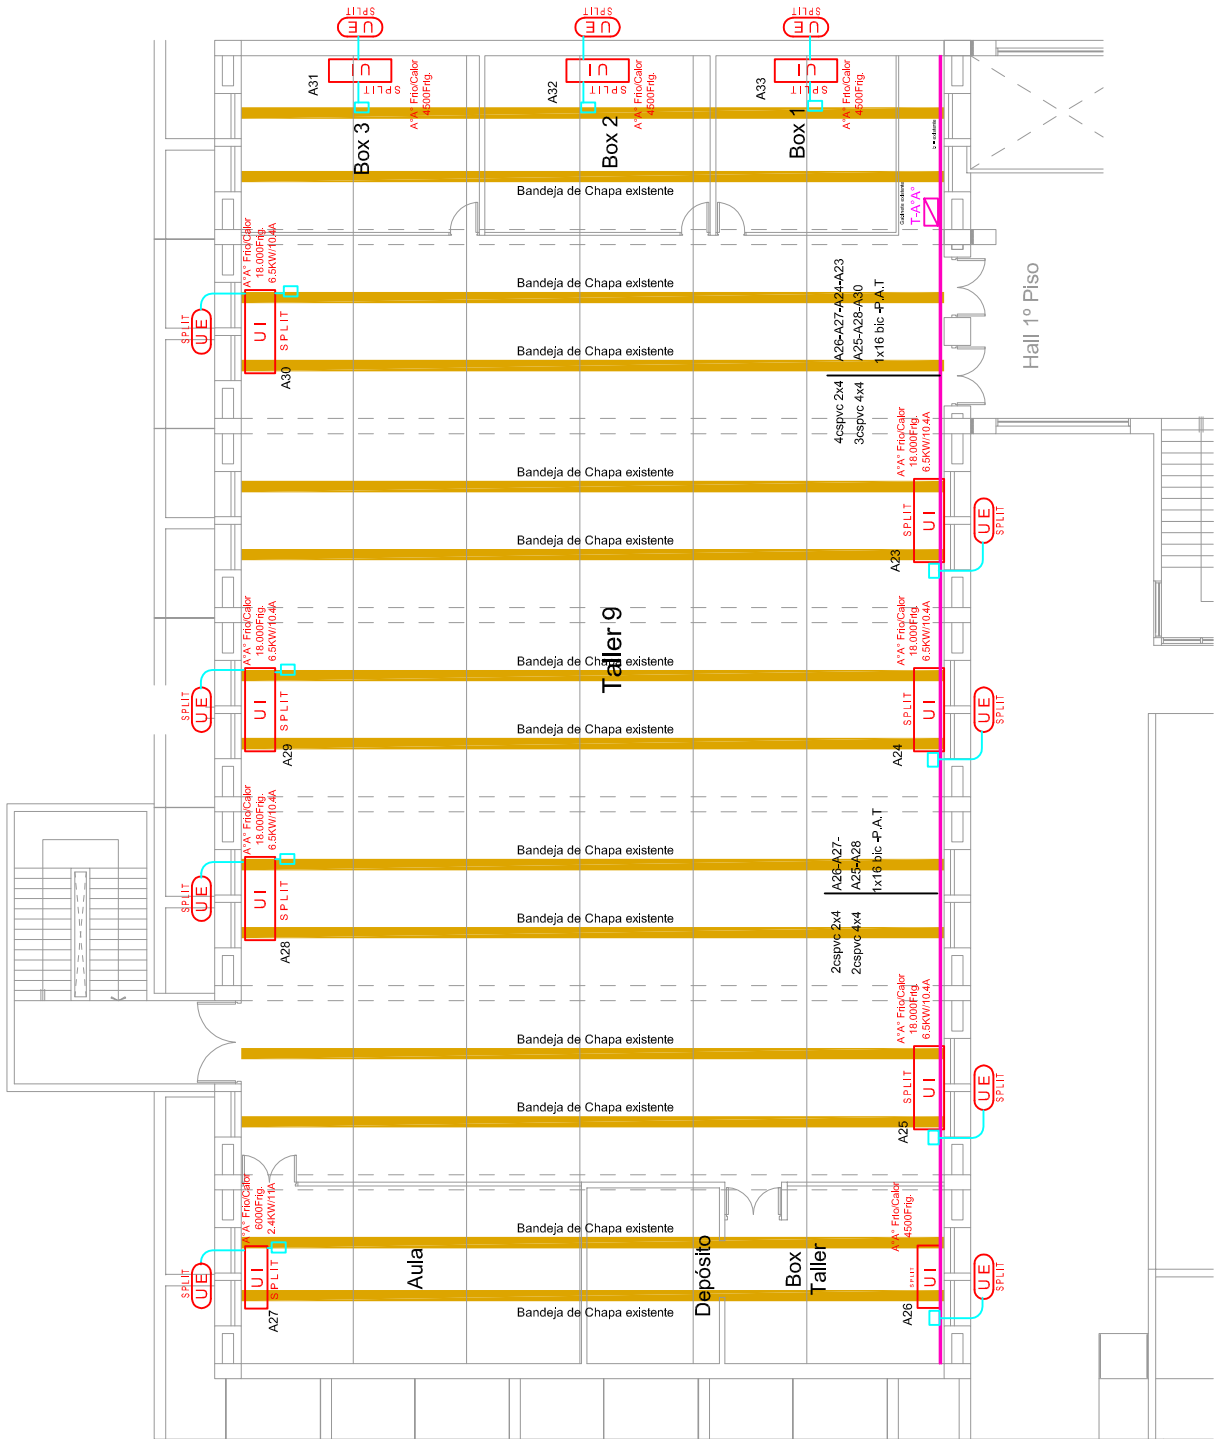 SPLIT
UE
SPLIT
UE
SPLIT
UE
A31
UI
SPLIT
A°A° Frio/Calor
4500Frig.
A32
UI
SPLIT
A°A° Frio/Calor
4500Frig.
A33
UI
SPLIT
A°A° Frio/Calor
4500Frig.
Box 3
Box 2
Box 1
Bandeja de Chapa existente
Gabinete existente
T-A°A°
A°A° Frio/Calor
18.000Frig.
6.5KW/10.4A
SPLIT
UE
UI
SPLIT
A30
Bandeja de Chapa existente
Bandeja de Chapa existente
4cspvc 2x4
A26-A27-A24-A23
3cspvc 4x4
A25-A28-A30
1x16 bic -P.A.T
Hall 1º Piso
Bandeja de Chapa existente
A°A° Frio/Calor
18.000Frig.
6.5KW/10.4A
SPLIT
UI
A23
UE
SPLIT
Bandeja de Chapa existente
Taller 9
A°A° Frio/Calor
18.000Frig.
6.5KW/10.4A
SPLIT
UE
UI
SPLIT
A29
Bandeja de Chapa existente
A°A° Frio/Calor
18.000Frig.
6.5KW/10.4A
SPLIT
UI
A24
UE
SPLIT
Bandeja de Chapa existente
A°A° Frio/Calor
18.000Frig.
6.5KW/10.4A
SPLIT
UE
UI
SPLIT
A28
Bandeja de Chapa existente
2cspvc 2x4
A26-A27-
2cspvc 4x4
A25-A28
1x16 bic -P.A.T
Bandeja de Chapa existente
Bandeja de Chapa existente
A°A° Frio/Calor
18.000Frig.
6.5KW/10.4A
SPLIT
UI
A25
UE
SPLIT
Bandeja de Chapa existente
A°A° Frio/Calor
6000Frig.
2.4KW/11A
SPLIT
UE
UI
SPLIT
A27
Bandeja de Chapa existente
Aula
Depósito
Box
Taller
A°A° Frio/Calor
4500Frig.
SPLIT
UI
A26
UE
SPLIT
Bandeja de Chapa existente